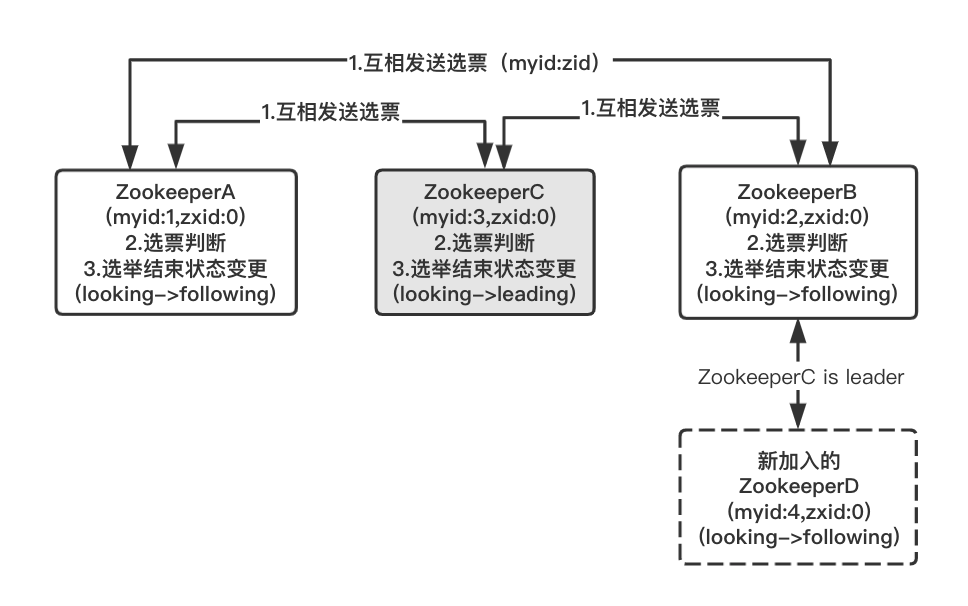 1.互相发送选票（myid:zid）
1.互相发送选票
1.互相发送选票
ZookeeperA
(myid:1,zxid:0)
2.选票判断
3.选举结束状态变更
(looking->following)
ZookeeperC
(myid:3,zxid:0)
2.选票判断
3.选举结束状态变更
(looking->leading)
ZookeeperB
(myid:2,zxid:0)
2.选票判断
3.选举结束状态变更
(looking->following)
ZookeeperC is leader
新加入的
ZookeeperD
(myid:4,zxid:0)
(looking->following)